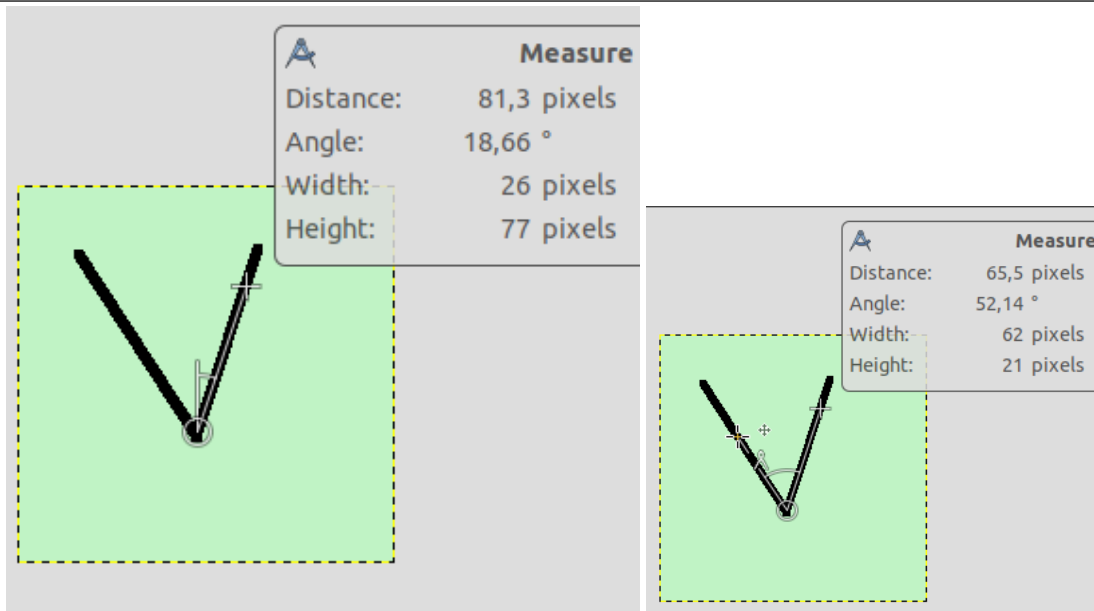 Measure
Distance: 81,3 pixels
Angle: 18,66 °
Width: 26 pixels
Height: 77 pixels
Measure
Distance: 65,5 pixels
Angle: 52,14 °
Width: 62 pixels
Height: 21 pixels